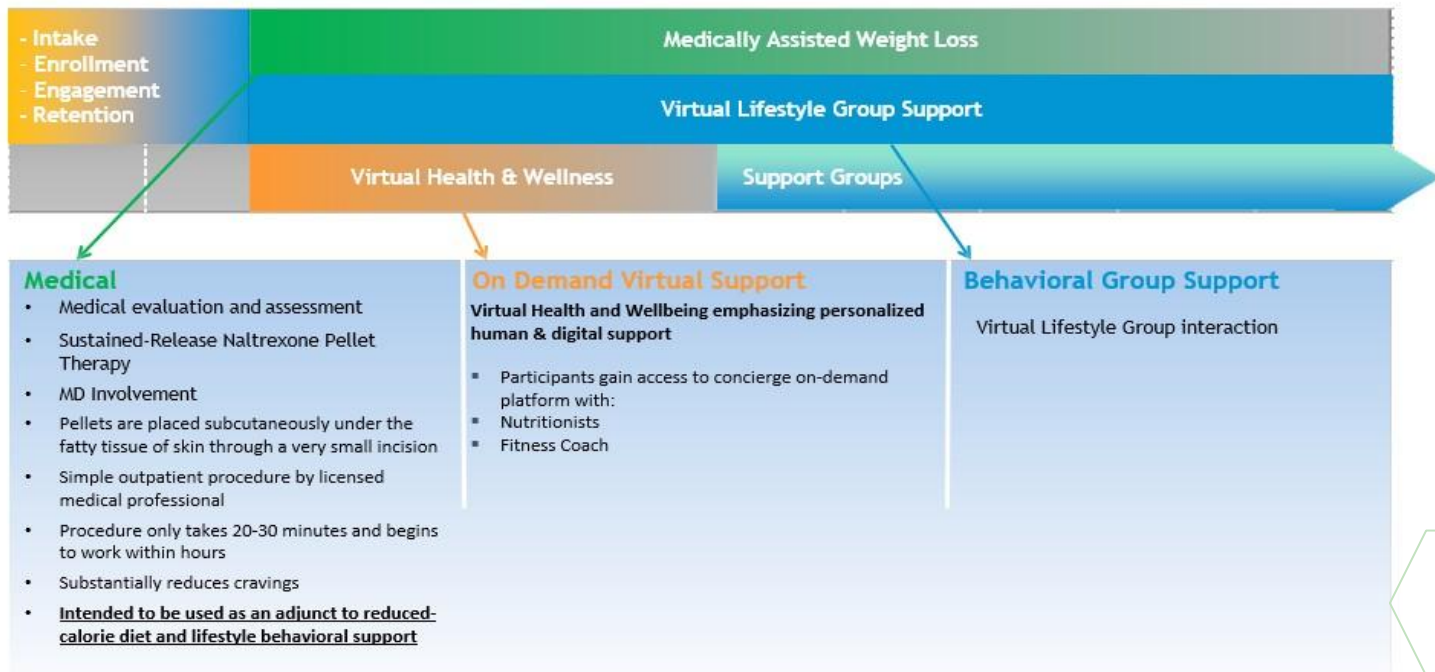 - Intake
- Enrollment
- Engagement
- Retention
Medically Assisted Weight Loss
Virtual Lifestyle Group Support
Virtual Health & Wellness
Support Groups
Medical
• Medical evaluation and assessment
• Sustained-Release Naltrexone Pellet
Therapy
• MD Involvement
• Pellets are placed subcutaneously under the
fatty tissue of skin through a very small incision
• Simple outpatient procedure by licensed
medical professional
• Procedure only takes 20-30 minutes and begins
to work within hours
• Substantially reduces cravings
• Intended to be used as an adjunct to reduced-
calorie diet and lifestyle behavioral support
On Demand Virtual Support
Virtual Health and Wellbeing emphasizing personalized
human & digital support
▪ Participants gain access to concierge on-demand
platform with:
▪ Nutritionists
▪ Fitness Coach
Behavioral Group Support
Virtual Lifestyle Group interaction